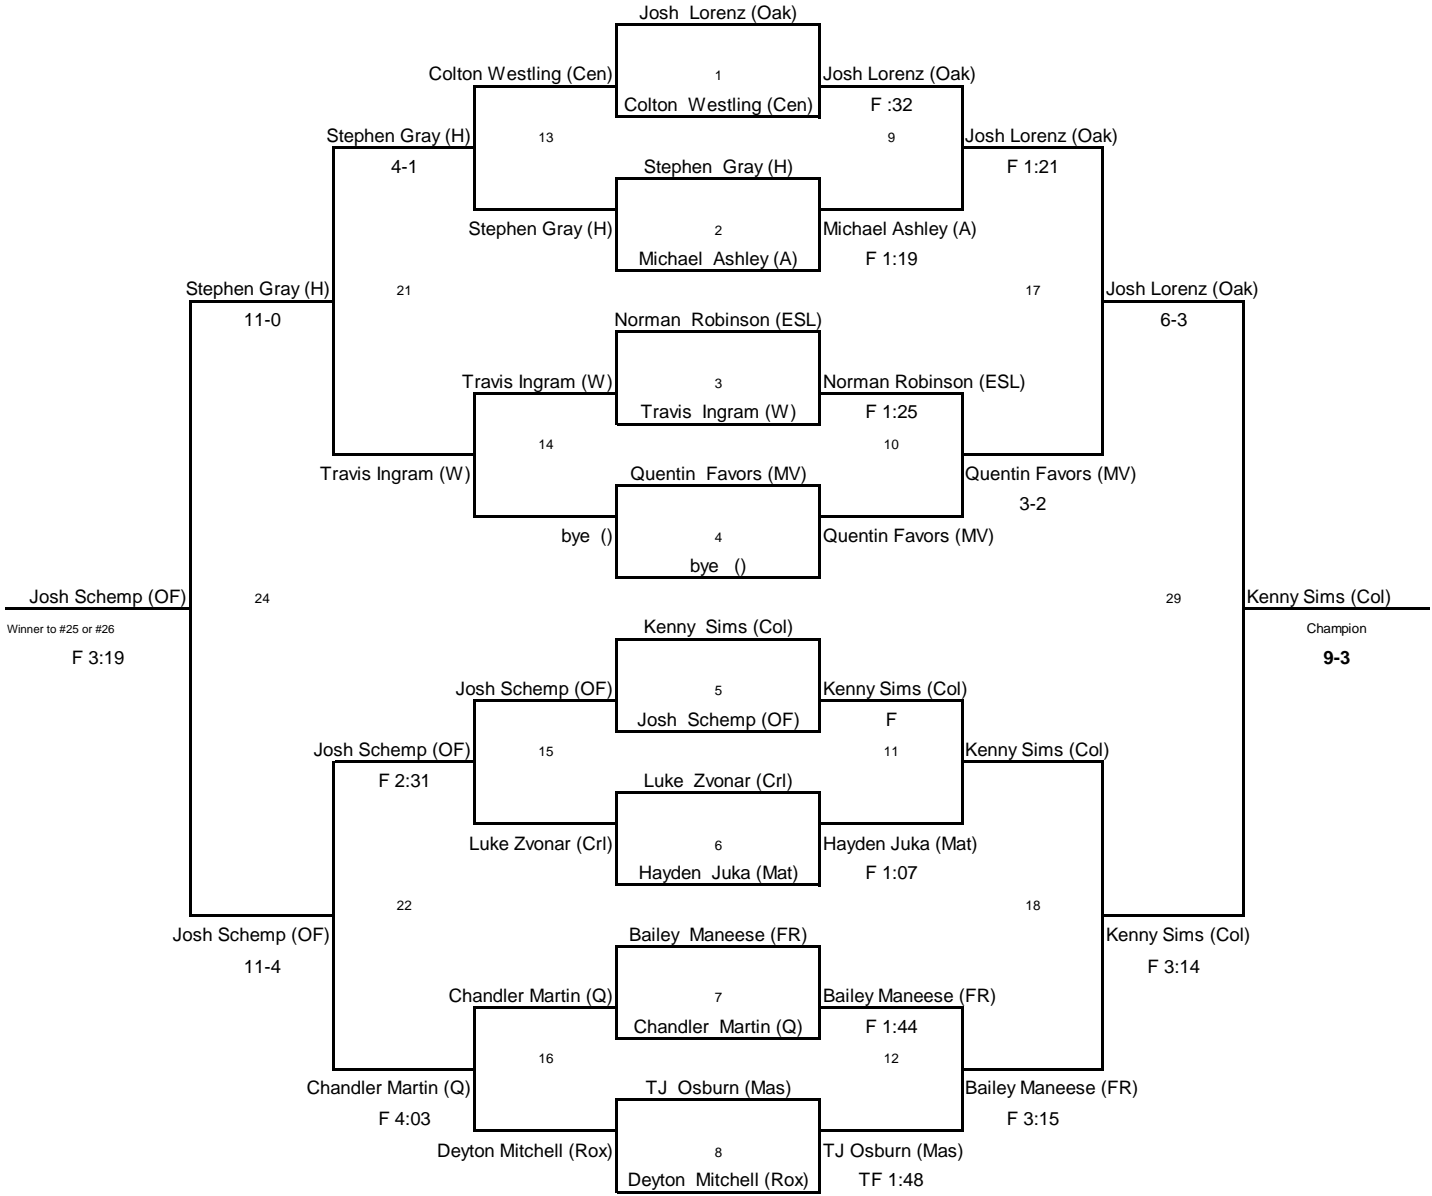 Josh Lorenz (Oak)
Colton Westling (Cen)
1
Josh Lorenz (Oak)
Colton Westling (Cen)
F :32
Stephen Gray (H)
13
9
Josh Lorenz (Oak)
4-1
Stephen Gray (H)
F 1:21
Stephen Gray (H)
2
Michael Ashley (A)
Michael Ashley (A)
F 1:19
Stephen Gray (H)
21
17
Josh Lorenz (Oak)
11-0
Norman Robinson (ESL)
6-3
Travis Ingram (W)
3
Norman Robinson (ESL)
Travis Ingram (W)
F 1:25
14
10
Travis Ingram (W)
Quentin Favors (MV)
Quentin Favors (MV)
3-2
bye ()
4
Quentin Favors (MV)
bye ()
Josh Schemp (OF)
24
29
Kenny Sims (Col)
Winner to #25 or #26
Kenny Sims (Col)
Champion
F 3:19
9-3
Josh Schemp (OF)
5
Kenny Sims (Col)
Josh Schemp (OF)
F
Josh Schemp (OF)
15
11
Kenny Sims (Col)
F 2:31
Luke Zvonar (Crl)
Luke Zvonar (Crl)
6
Hayden Juka (Mat)
Hayden Juka (Mat)
F 1:07
22
18
Josh Schemp (OF)
Bailey Maneese (FR)
Kenny Sims (Col)
11-4
F 3:14
Chandler Martin (Q)
7
Bailey Maneese (FR)
Chandler Martin (Q)
F 1:44
16
12
Chandler Martin (Q)
TJ Osburn (Mas)
Bailey Maneese (FR)
F 4:03
F 3:15
Deyton Mitchell (Rox)
8
TJ Osburn (Mas)
Deyton Mitchell (Rox)
TF 1:48